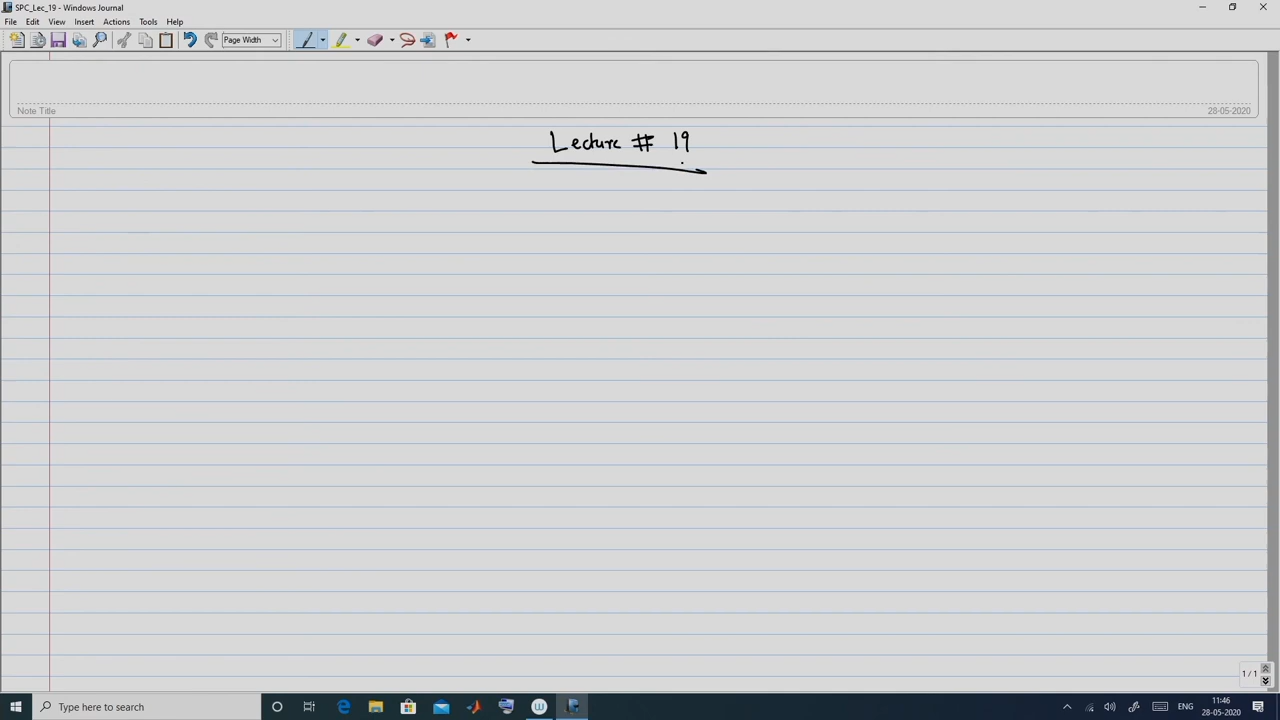 SPC_Lec_19 - Windows Journal
File Edit View Insert Actions Tools Help
Page Width
Note Title
28-05-2020
Lecture # 19
1/1
Type here to search
ENG
11:46
28-05-2020